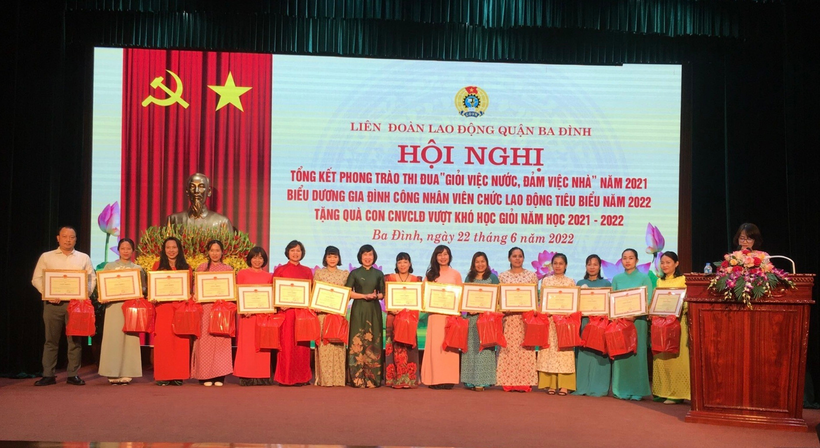 LIÊN ĐOÀN LAO ĐỘNG QUẬN BA ĐÌNH
HỘI NGHỊ
TỔNG KẾT PHONG TRÀO THI ĐUA "GIỎI VIỆC NƯỚC, ĐẢM VIỆC NHÀ" NĂM 2021
BIỂU DƯƠNG GIA ĐÌNH CÔNG NHÂN VIÊN CHỨC LAO ĐỘNG TIÊU BIỂU NĂM 2022
TẶNG QUÀ CON CNVCLĐ VƯỢT KHÓ HỌC GIỎI NĂM HỌC 2021 - 2022
Ba Đình, ngày 22 tháng 6 năm 2022